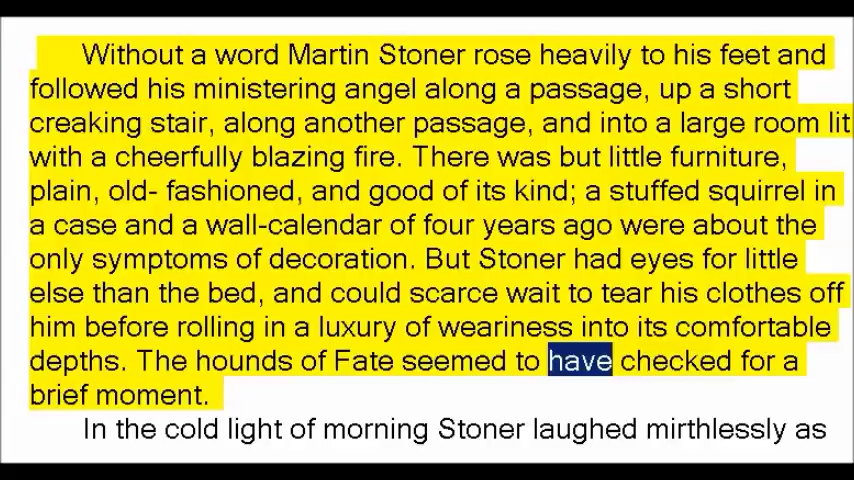 Without a word Martin Stoner rose heavily to his feet and
followed his ministering angel along a passage, up a short
creaking stair, along another passage, and into a large room lit
with a cheerfully blazing fire. There was but little furniture,
plain, old- fashioned, and good of its kind; a stuffed squirrel in
a case and a wall-calendar of four years ago were about the
only symptoms of decoration. But Stoner had eyes for little
else than the bed, and could scarce wait to tear his clothes off
him before rolling in a luxury of weariness into its comfortable
depths. The hounds of Fate seemed to have checked for a
brief moment.
In the cold light of morning Stoner laughed mirthlessly as